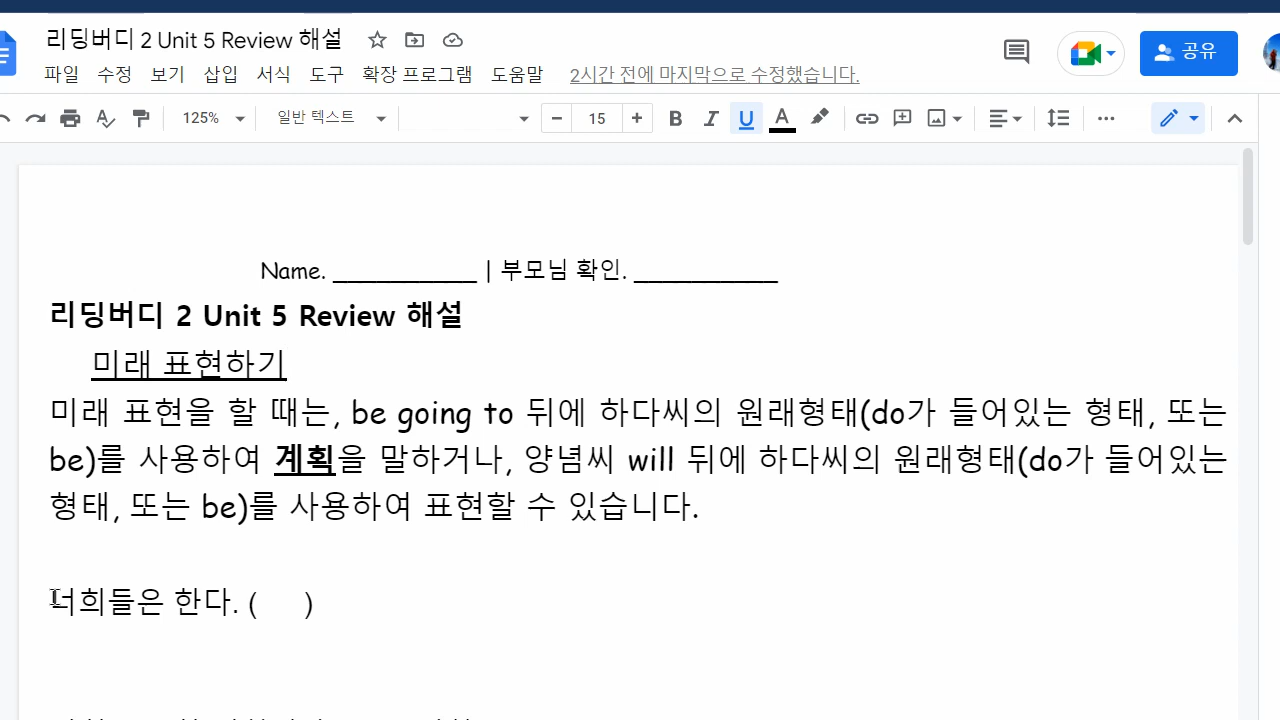 리딩버디 2 Unit 5 Review 해설
파일 수정 보기 삽입 서식 도구 확장 프로그램 도움말 2시간 전에 마지막으로 수정했습니다.
공유
125% 일반 텍스트 15 B I U A
Name. ___________ | 부모님 확인. ___________
리딩버디 2 Unit 5 Review 해설
미래 표현하기
미래 표현을 할 때는, be going to 뒤에 하다씨의 원래형태(do가 들어있는 형태, 또는
be)를 사용하여 계획을 말하거나, 양념씨 will 뒤에 하다씨의 원래형태(do가 들어있는
형태, 또는 be)를 사용하여 표현할 수 있습니다.
너희들은 한다. (      )